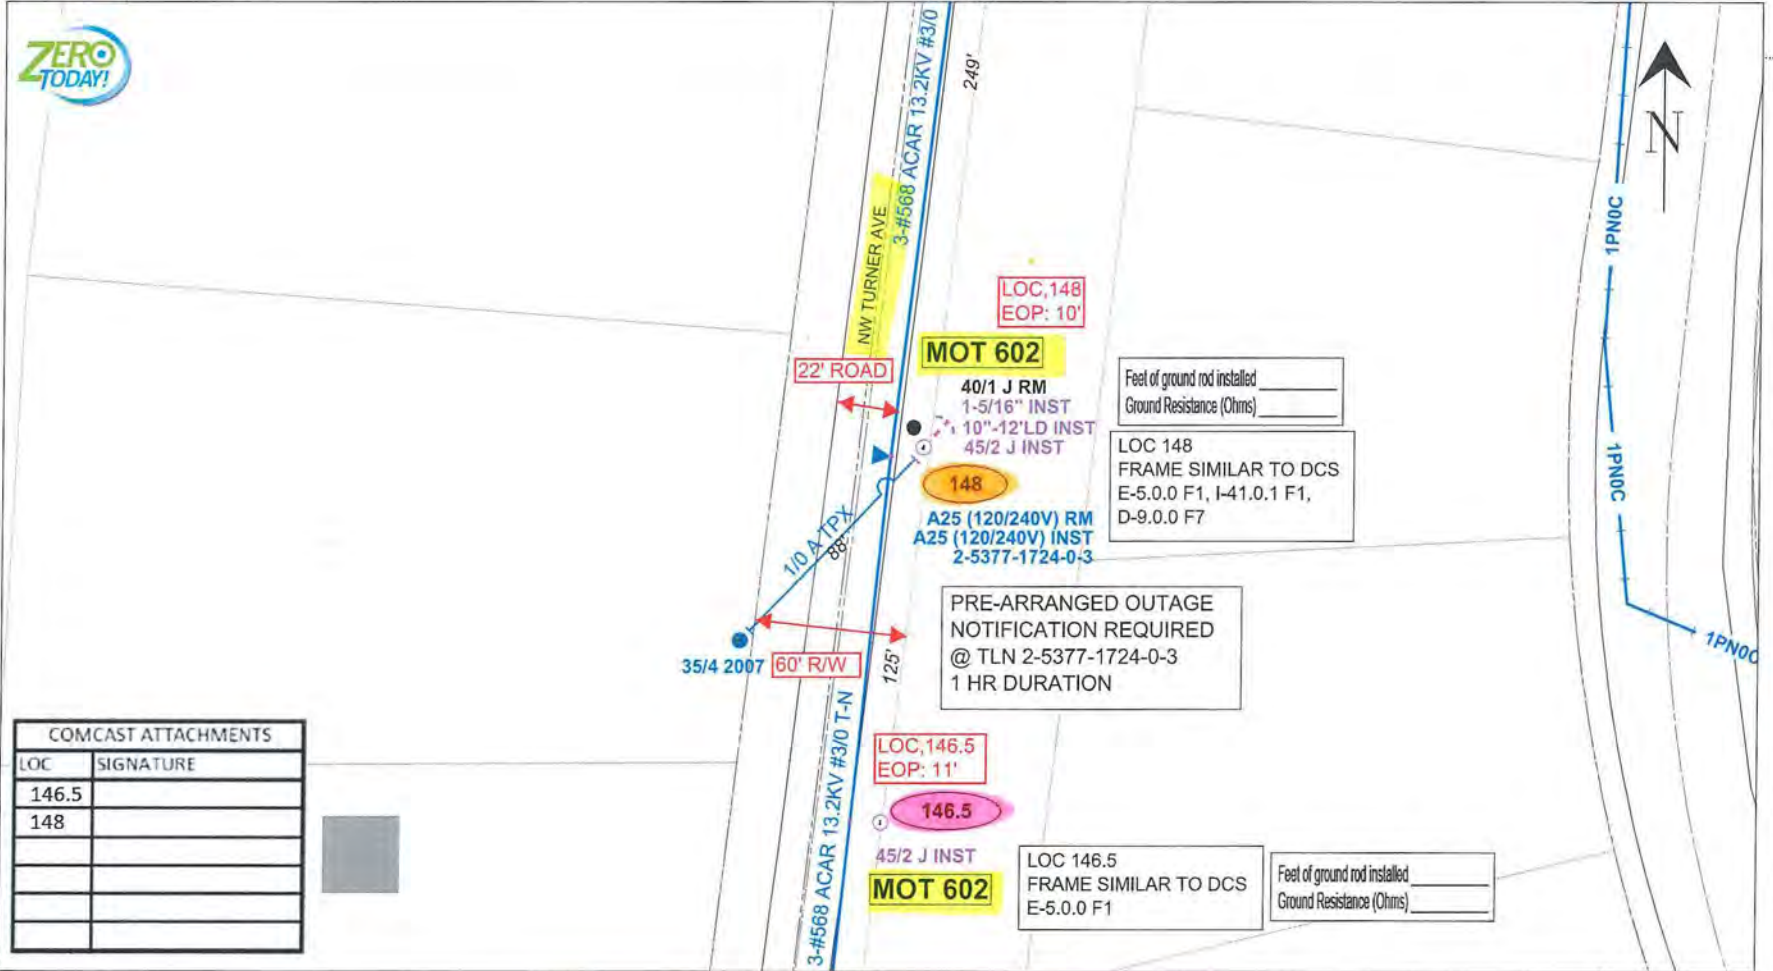 ZERO
TODAY!
3-#568 ACAR 13.2KV #3/0
249'
N
1PN0C
NW TURNER AVE
LOC,148
EOP: 10'
MOT 602
22' ROAD
40/1 J RM
1-5/16" INST
10"-12'LD INST
45/2 J INST
Feet of ground rod installed
Ground Resistance (Ohms)
LOC 148
FRAME SIMILAR TO DCS
E-5.0.0 F1, I-41.0.1 F1,
D-9.0.0 F7
1PN0C
148
A25 (120/240V) RM
A25 (120/240V) INST
2-5377-1724-0-3
1/0 A TPX
88'
PRE-ARRANGED OUTAGE
NOTIFICATION REQUIRED
@ TLN 2-5377-1724-0-3
1 HR DURATION
1PN0C
35/4 2007
60' R/W
125'
3-#568 ACAR 13.2KV #3/0 T-N
COMCAST ATTACHMENTS
LOC SIGNATURE
146.5
148
LOC,146.5
EOP: 11'
146.5
45/2 J INST
MOT 602
LOC 146.5
FRAME SIMILAR TO DCS
E-5.0.0 F1
Feet of ground rod installed
Ground Resistance (Ohms)